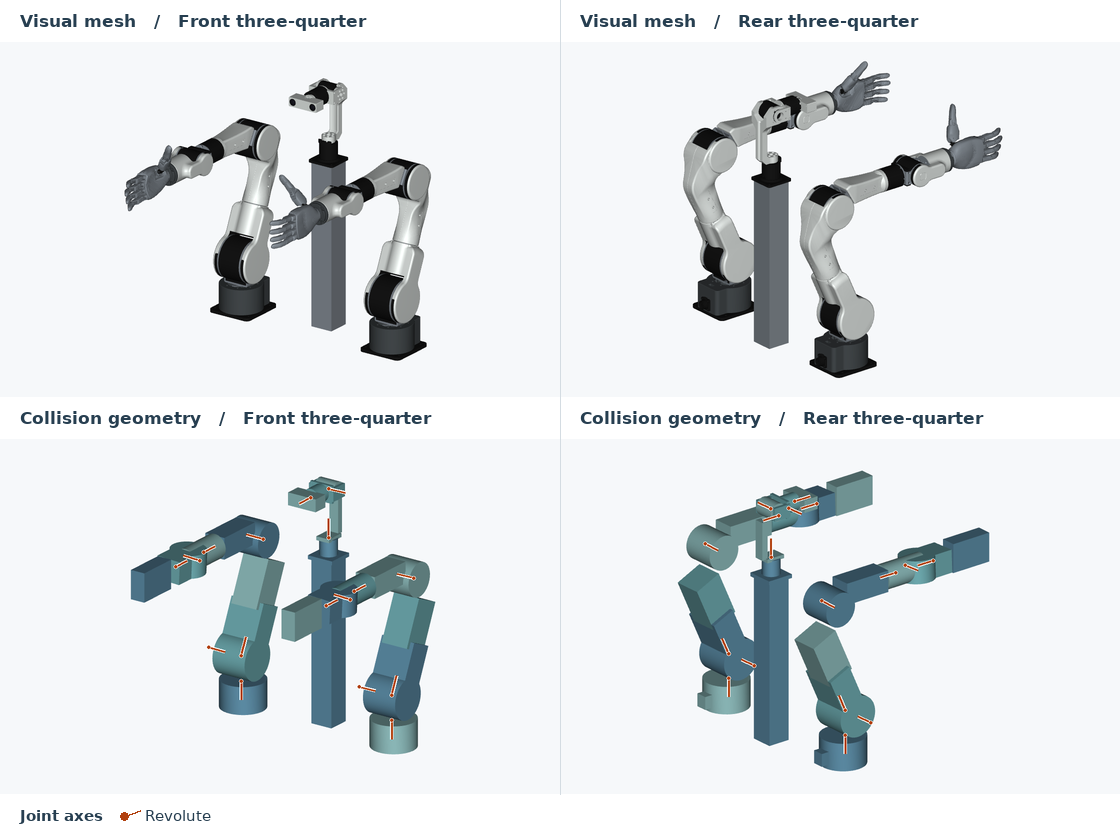 Visual mesh / Front three-quarter
Visual mesh / Rear three-quarter
Collision geometry / Front three-quarter
Collision geometry / Rear three-quarter
Joint axes Revolute